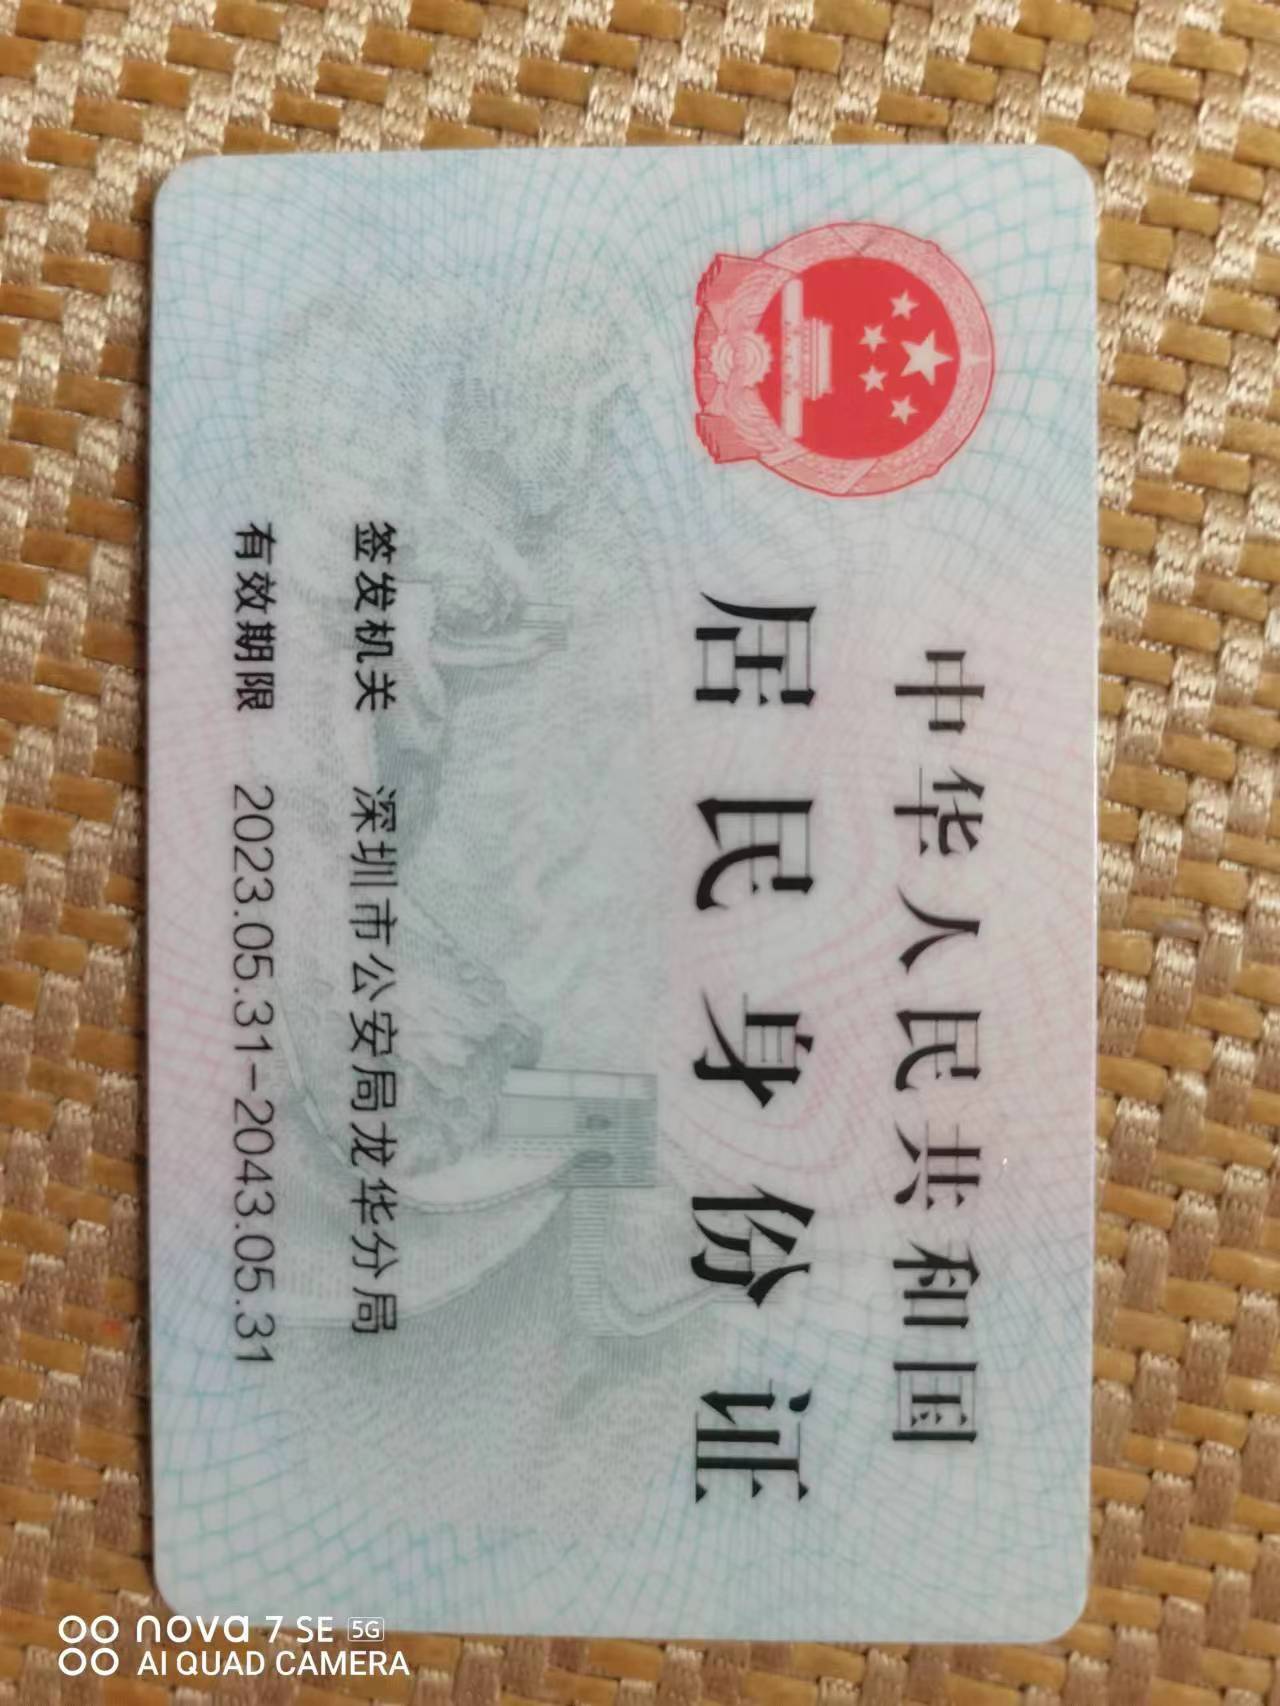 中华人民共和国
居民身份证
签发机关 深圳市公安局龙华分局
有效期限 2023.05.31-2043.05.31
nova 7 SE 5G
AI QUAD CAMERA